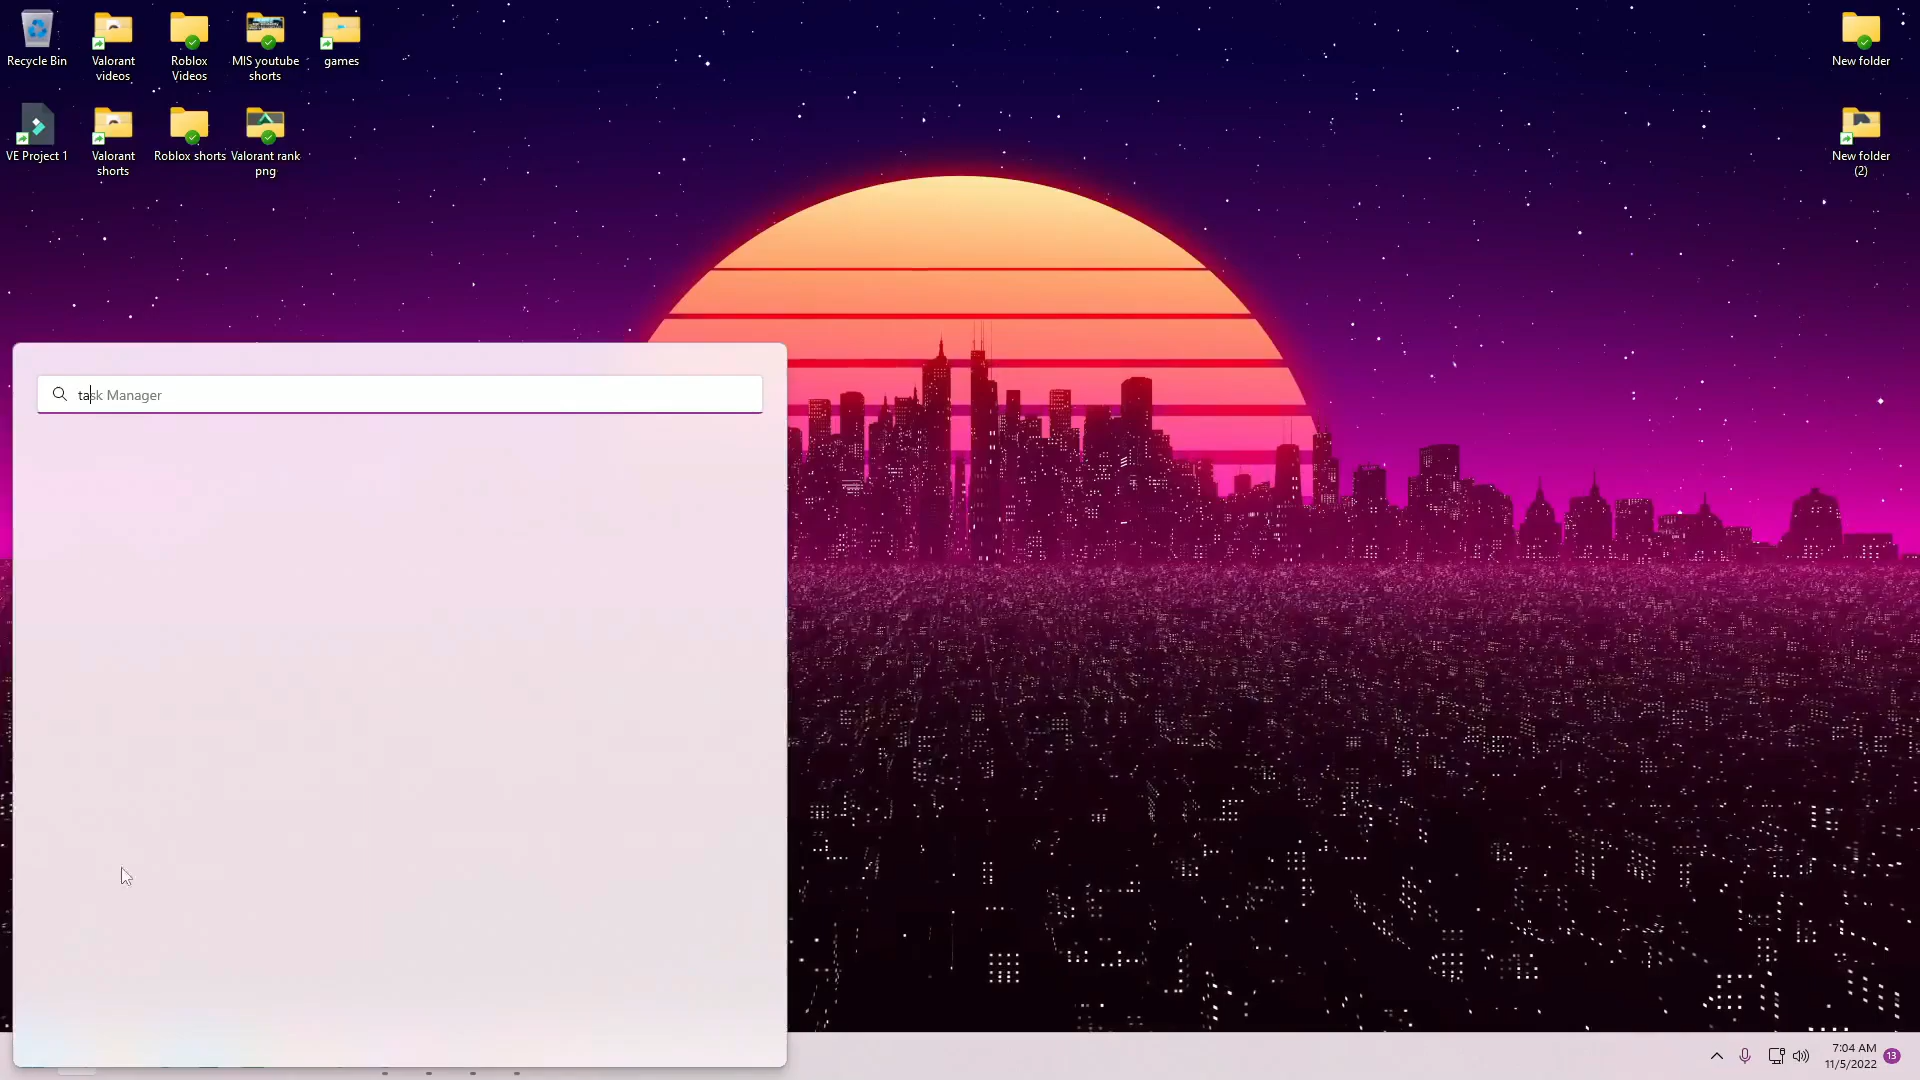 Recycle Bin
Valorant
videos
Roblox
Videos
MIS youtube
shorts
games
New folder
VE Project 1
Valorant
shorts
Roblox shorts
Valorant rank
png
New folder
(2)
task Manager
7:04 AM
11/5/2022
13